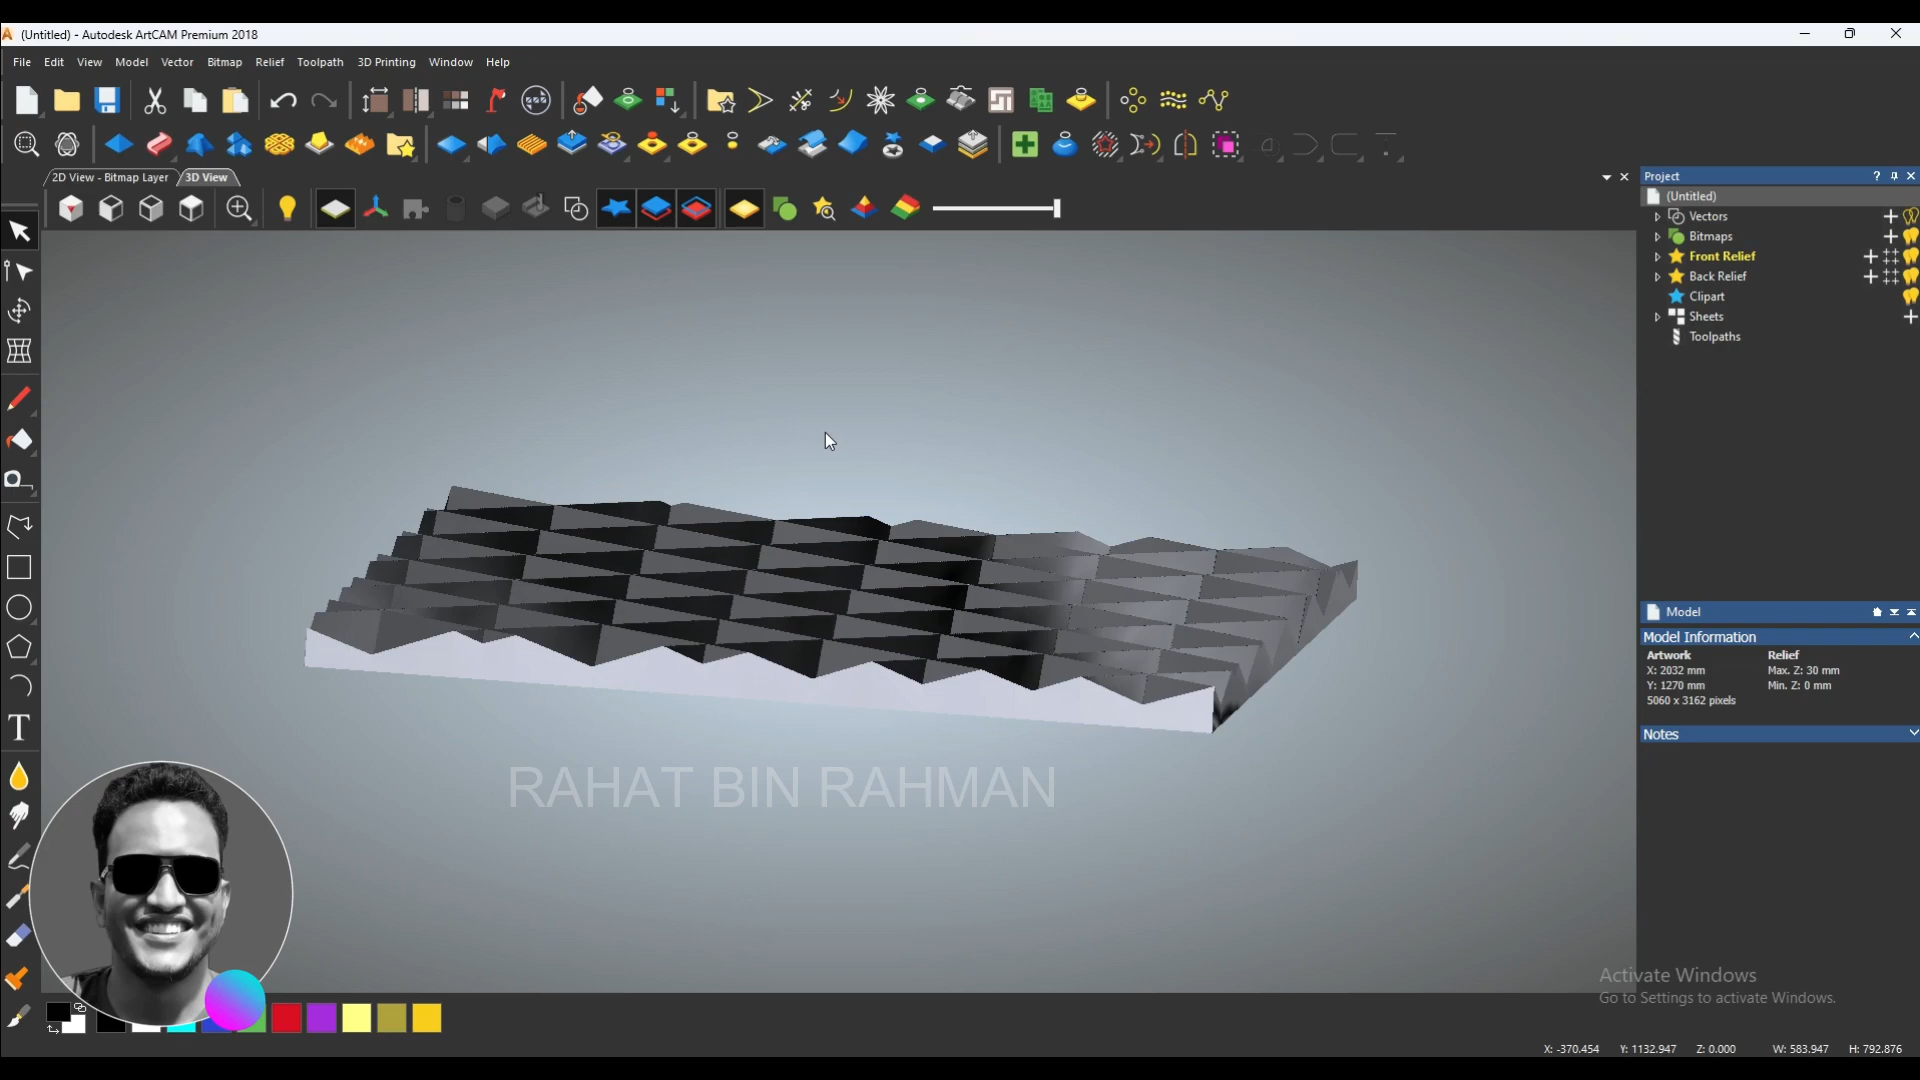 (Untitled) - Autodesk ArtCAM Premium 2018
File Edit View Model Vector Bitmap Relief Toolpath 3D Printing Window Help
2D View - Bitmap Layer 3D View
Project
(Untitled)
Vectors
Bitmaps
Front Relief
Back Relief
Clipart
Sheets
Toolpaths
Model
Model Information
Artwork Relief
X: 2032 mm Max. Z: 30 mm
Y: 1270 mm Min. Z: 0 mm
5060 x 3162 pixels
Notes
RAHAT BIN RAHMAN
Activate Windows
Go to Settings to activate Windows.
X: -370.454 Y: 1132.947 Z: 0.000 W: 583.947 H: 792.876